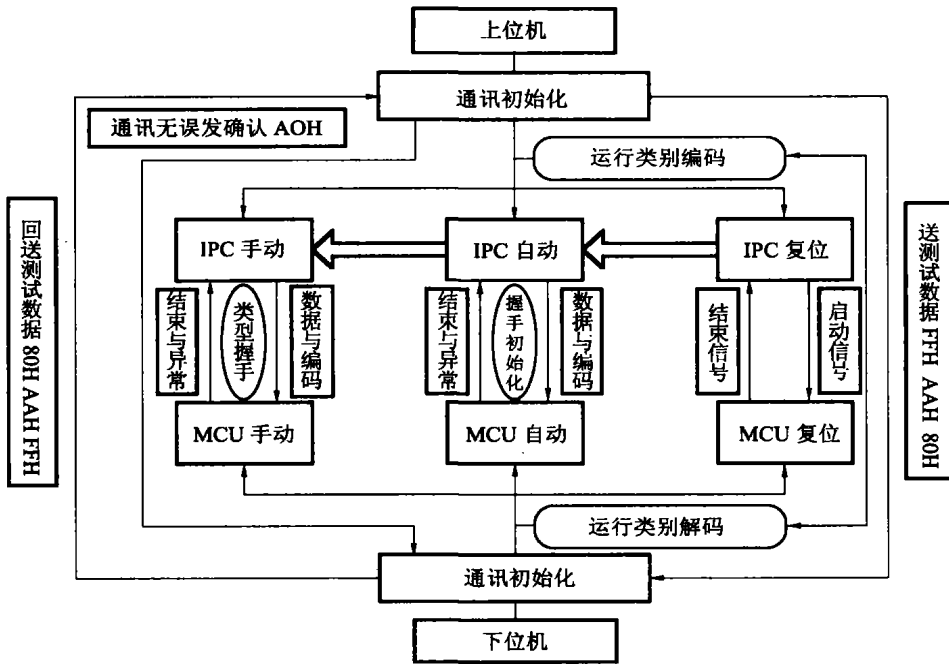 上位机
通讯初始化
通讯无误发确认 AOH
运行类别编码
回送测试数据 80H AAH FFH
送测试数据 FFH AAH 80H
IPC 手动
IPC 自动
IPC 复位
结束与异常
类型握手
数据与编码
结束与异常
握手初始化
数据与编码
结束信号
启动信号
MCU 手动
MCU 自动
MCU 复位
运行类别解码
通讯初始化
下位机